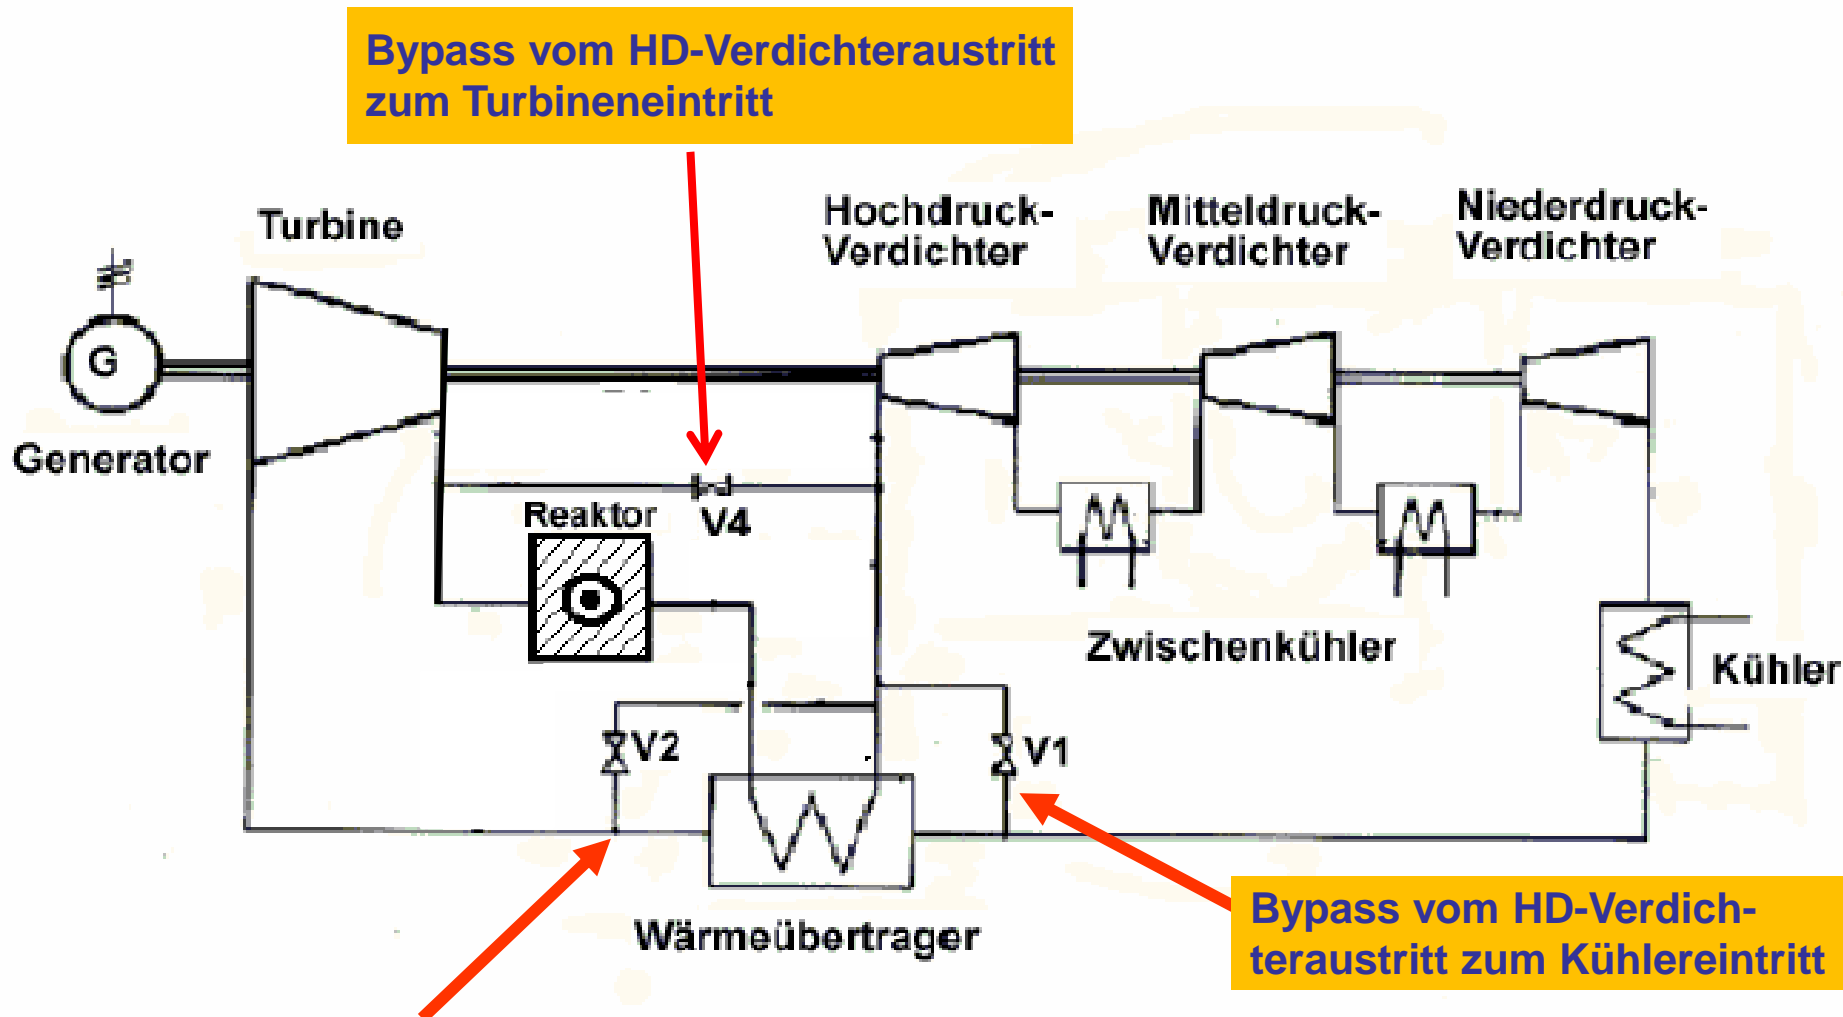 Bypass vom HD-Verdichteraustritt
zum Turbineneintritt
Turbine
Hochdruck-
Verdichter
Mitteldruck-
Verdichter
Niederdruck-
Verdichter
G
Generator
V4
Reaktor
Zwischenkühler
Kühler
V2
V1
Wärmeübertrager
Bypass vom HD-Verdich-
teraustritt zum Kühlereintritt